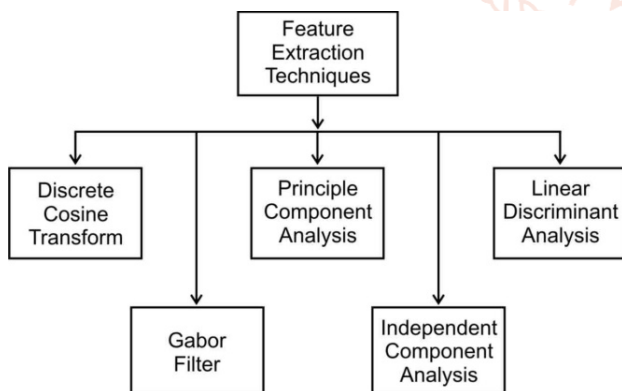 Feature
Extraction
Techniques
Discrete
Cosine
Transform
Principle
Component
Analysis
Linear
Discriminant
Analysis
Gabor
Filter
Independent
Component
Analysis